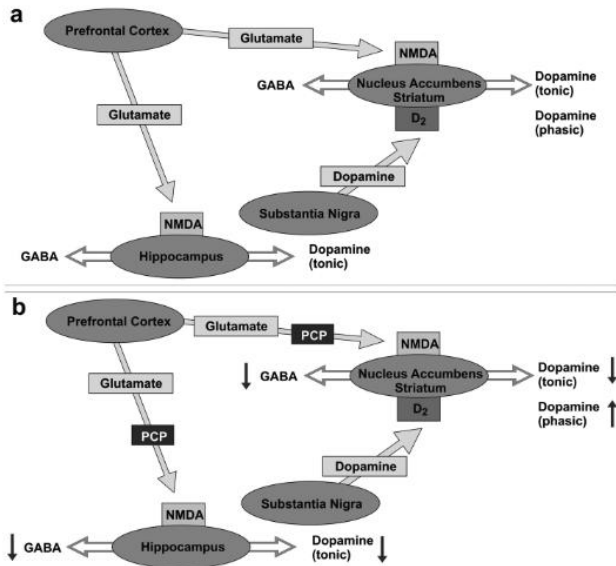 a
Prefrontal Cortex
Glutamate
NMDA
GABA
Nucleus Accumbens
Striatum
Dopamine
(tonic)
D2
Dopamine
(phasic)
Glutamate
Dopamine
Substantia Nigra
NMDA
GABA
Hippocampus
Dopamine
(tonic)
b
Prefrontal Cortex
Glutamate
PCP
NMDA
GABA
Nucleus Accumbens
Striatum
Dopamine
(tonic)
D2
Dopamine
(phasic)
Glutamate
PCP
Dopamine
Substantia Nigra
NMDA
GABA
Hippocampus
Dopamine
(tonic)